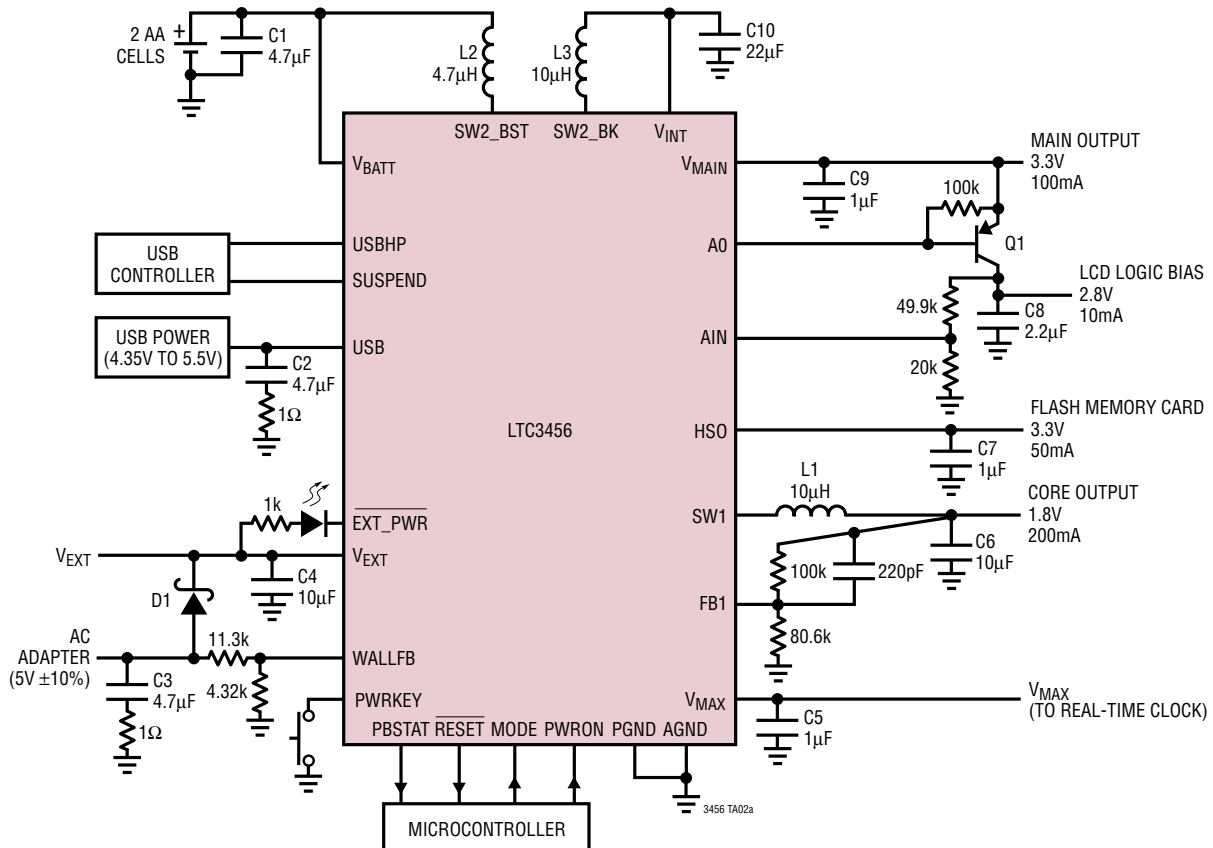 2 AA
CELLS
+
C1
4.7µF
L2
4.7µH
L3
10µH
C10
22µF
SW2_BST
SW2_BK
VINT
VBATT
VMAIN
MAIN OUTPUT
3.3V
100mA
C9
1µF
100k
USB
CONTROLLER
USBHP
SUSPEND
A0
Q1
LCD LOGIC BIAS
2.8V
10mA
49.9k
C8
2.2µF
USB POWER
(4.35V TO 5.5V)
USB
AIN
C2
4.7µF
1Ω
20k
LTC3456
HSO
FLASH MEMORY CARD
3.3V
50mA
C7
1µF
L1
10µH
1k
EXT_PWR
SW1
CORE OUTPUT
1.8V
200mA
VEXT
VEXT
C4
10µF
100k
220pF
C6
10µF
D1
FB1
80.6k
AC
ADAPTER
(5V ±10%)
11.3k
WALLFB
C3
4.7µF
4.32k
1Ω
PWRKEY
VMAX
VMAX
(TO REAL-TIME CLOCK)
C5
1µF
PBSTAT RESET MODE PWRON PGND AGND
3456 TA02a
MICROCONTROLLER